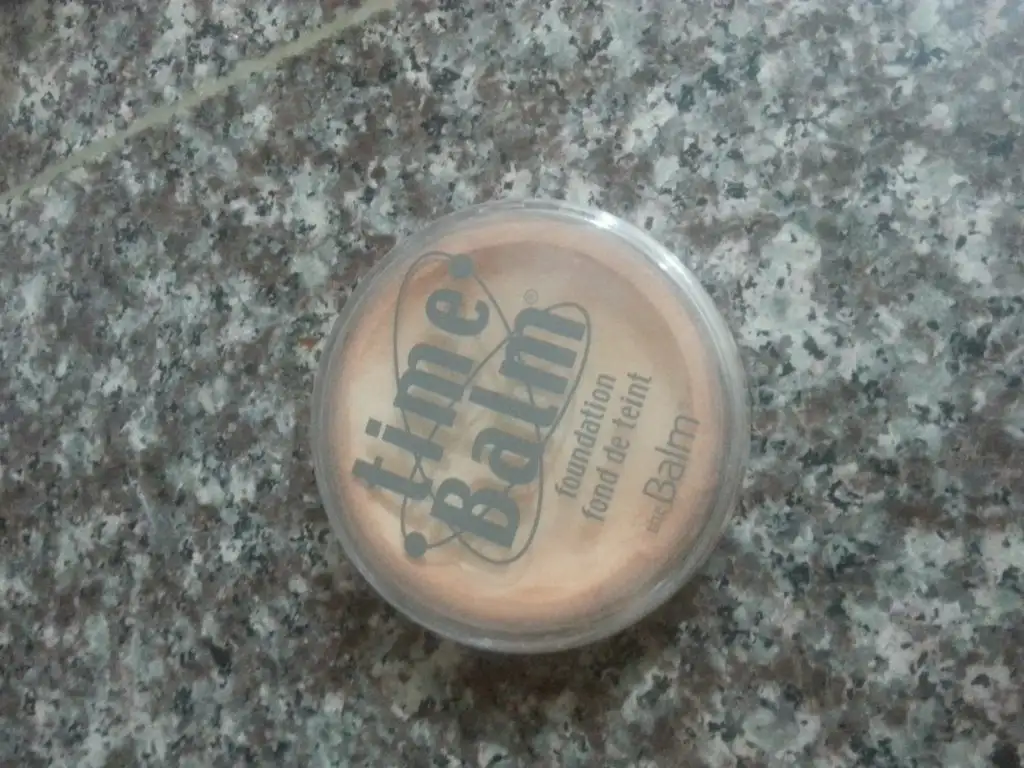 time
Balm®
foundation
fond de teint
theBalm